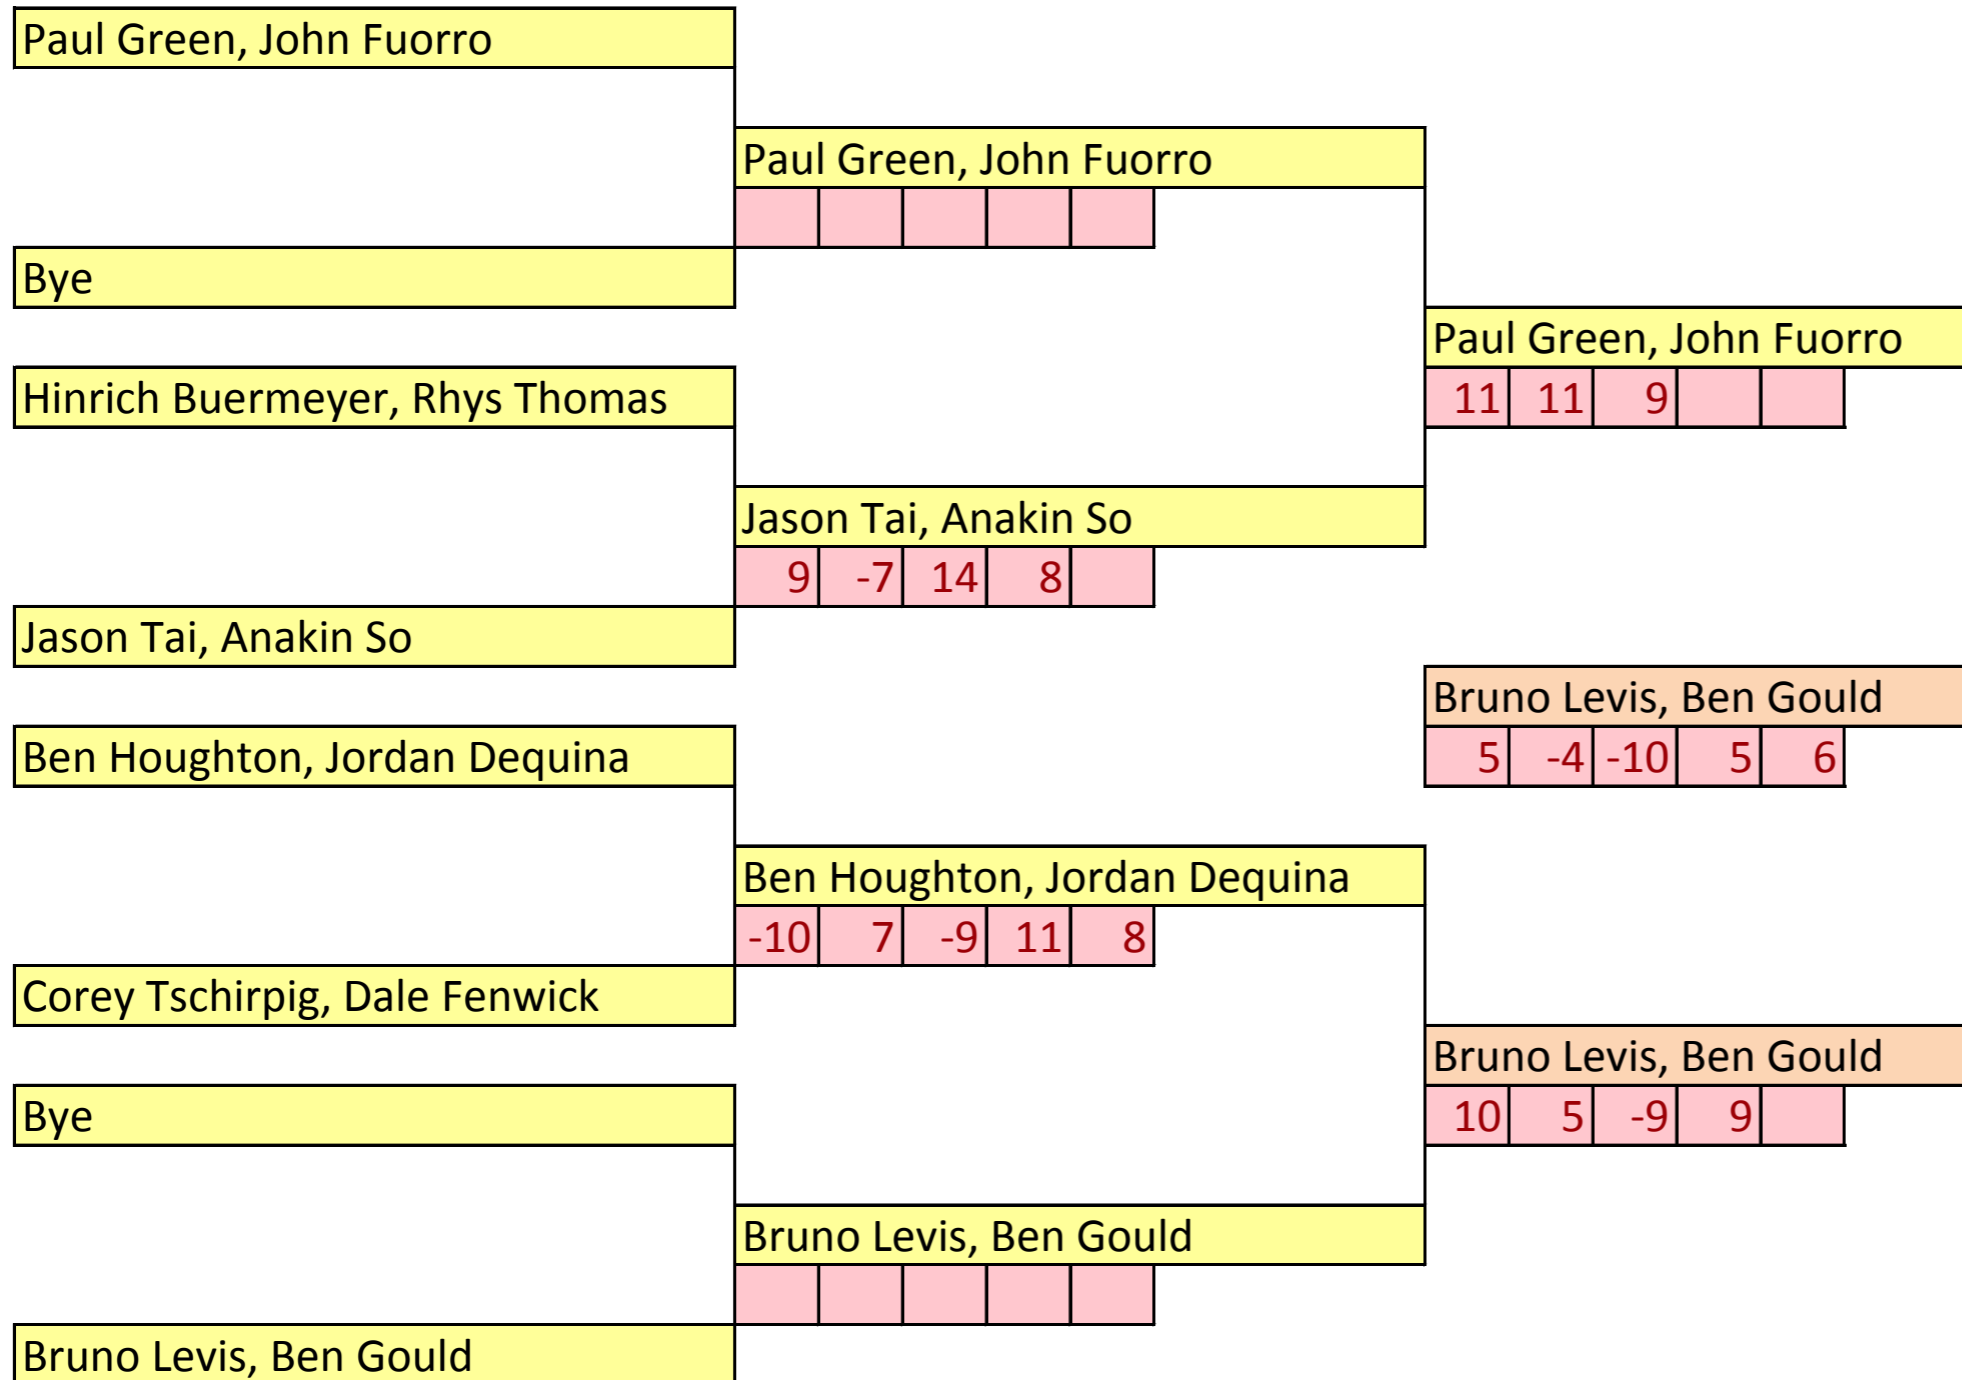 Paul Green, John Fuorro
Paul Green, John Fuorro
Bye
Paul Green, John Fuorro
Hinrich Buermeyer, Rhys Thomas
11 11 9
Jason Tai, Anakin So
9 -7 14 8
Jason Tai, Anakin So
Bruno Levis, Ben Gould
Ben Houghton, Jordan Dequina
5 -4 -10 5 6
Ben Houghton, Jordan Dequina
-10 7 -9 11 8
Corey Tschirpig, Dale Fenwick
Bruno Levis, Ben Gould
Bye
10 5 -9 9
Bruno Levis, Ben Gould
Bruno Levis, Ben Gould